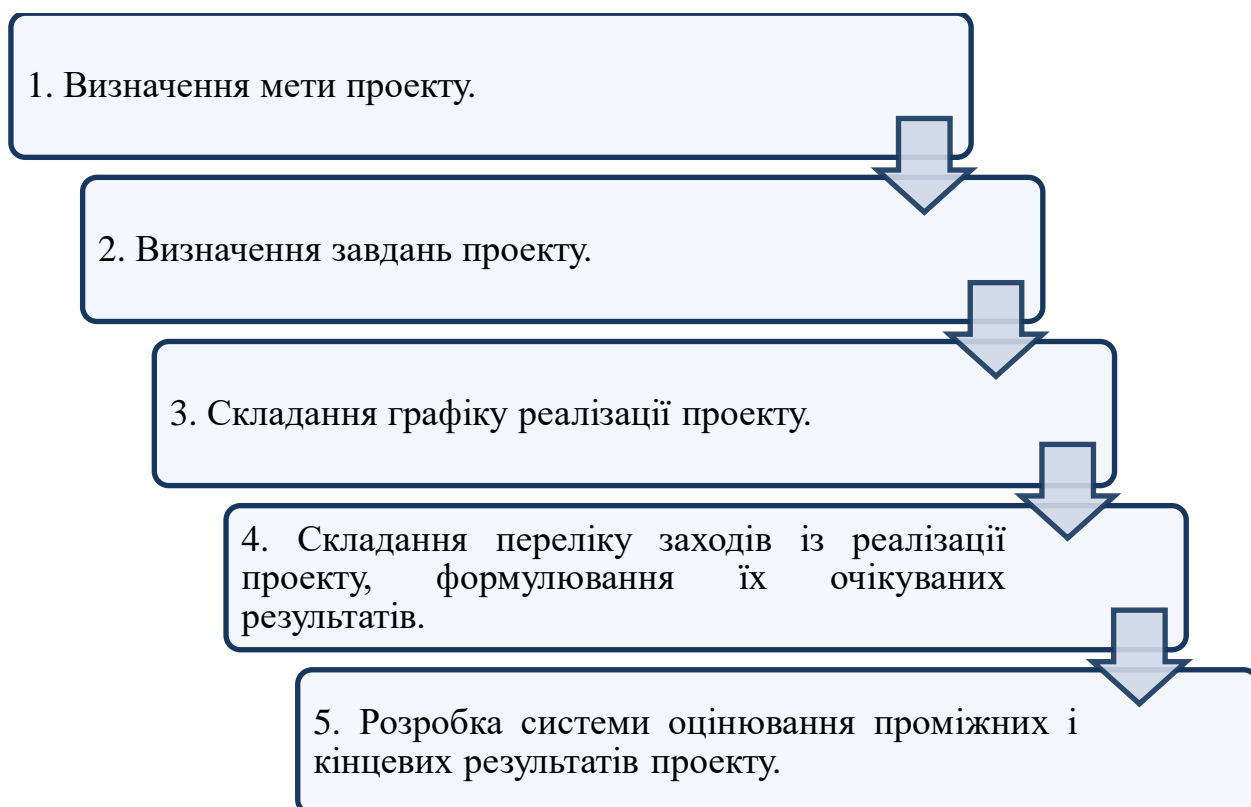 1. Визначення мети проекту.
2. Визначення завдань проекту.
3. Складання графіку реалізації проекту.
4. Складання переліку заходів із реалізації
проекту, формулювання їх очікуваних
результатів.
5. Розробка системи оцінювання проміжних і
кінцевих результатів проекту.